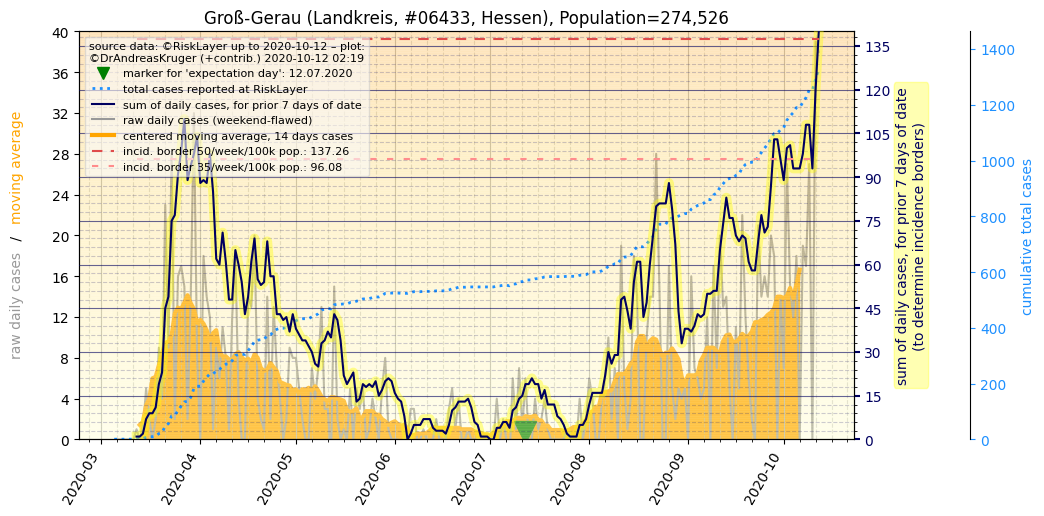 Groß-Gerau (Landkreis, #06433, Hessen), Population=274,526
source data: ©RiskLayer up to 2020-10-12 – plot:
©DrAndreasKruger (+contrib.) 2020-10-12 02:19
marker for 'expectation day': 12.07.2020
total cases reported at RiskLayer
sum of daily cases, for prior 7 days of date
raw daily cases (weekend-flawed)
centered moving average, 14 days cases
incid. border 50/week/100k pop.: 137.26
incid. border 35/week/100k pop.: 96.08
raw daily cases / moving average
40
36
32
28
24
20
16
12
8
4
0
135
120
105
90
75
60
45
30
15
0
sum of daily cases, for prior 7 days of date
(to determine incidence borders)
1400
1200
1000
800
600
400
200
0
cumulative total cases
2020-03
2020-04
2020-05
2020-06
2020-07
2020-08
2020-09
2020-10